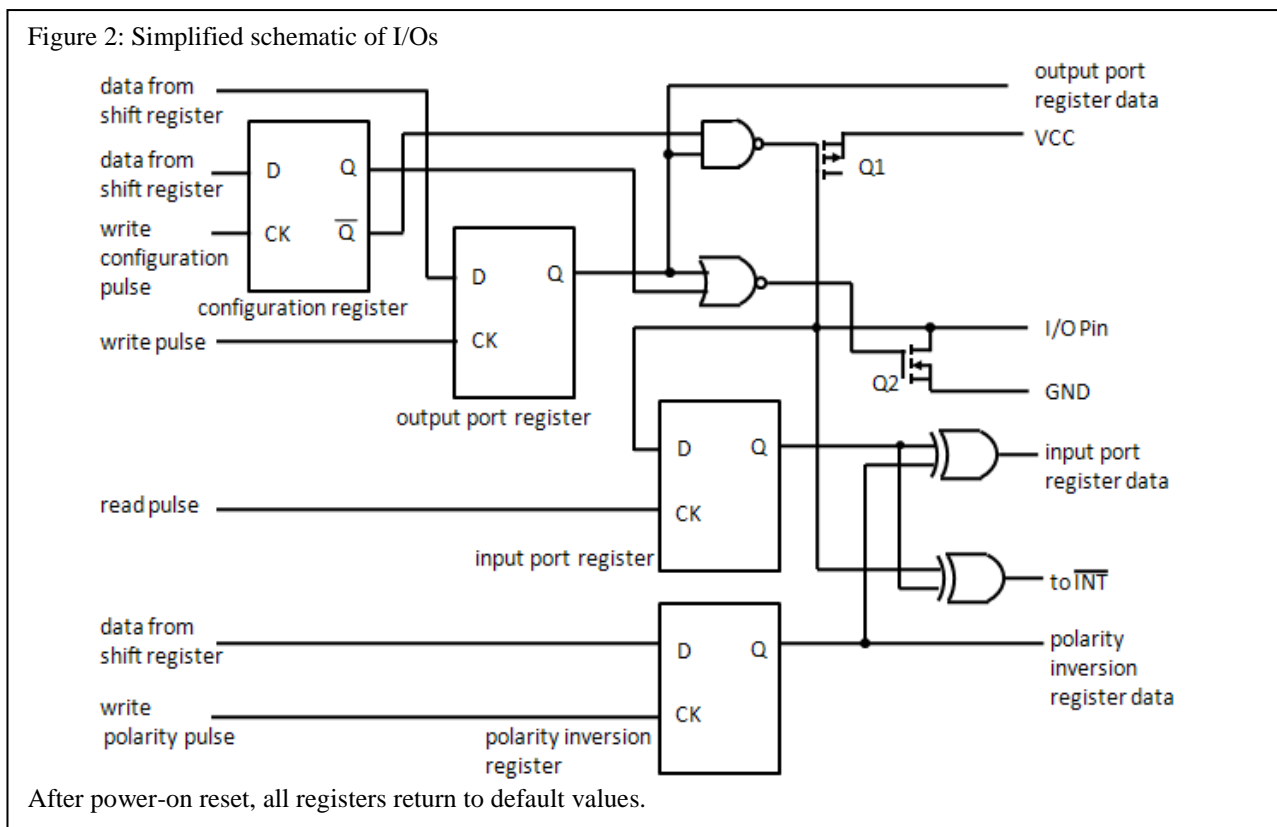 Figure 2: Simplified schematic of I/Os
data from
shift register
output port
register data
VCC
Q1
data from
shift register
D
Q
write
configuration
pulse
CK
Q̅
configuration register
D
Q
write pulse
CK
output port register
I/O Pin
Q2
GND
D
Q
input port
register data
read pulse
CK
input port register
to I̅N̅T̅
data from
shift register
D
Q
polarity
inversion
register data
write
polarity pulse
CK
polarity inversion
register
After power-on reset, all registers return to default values.